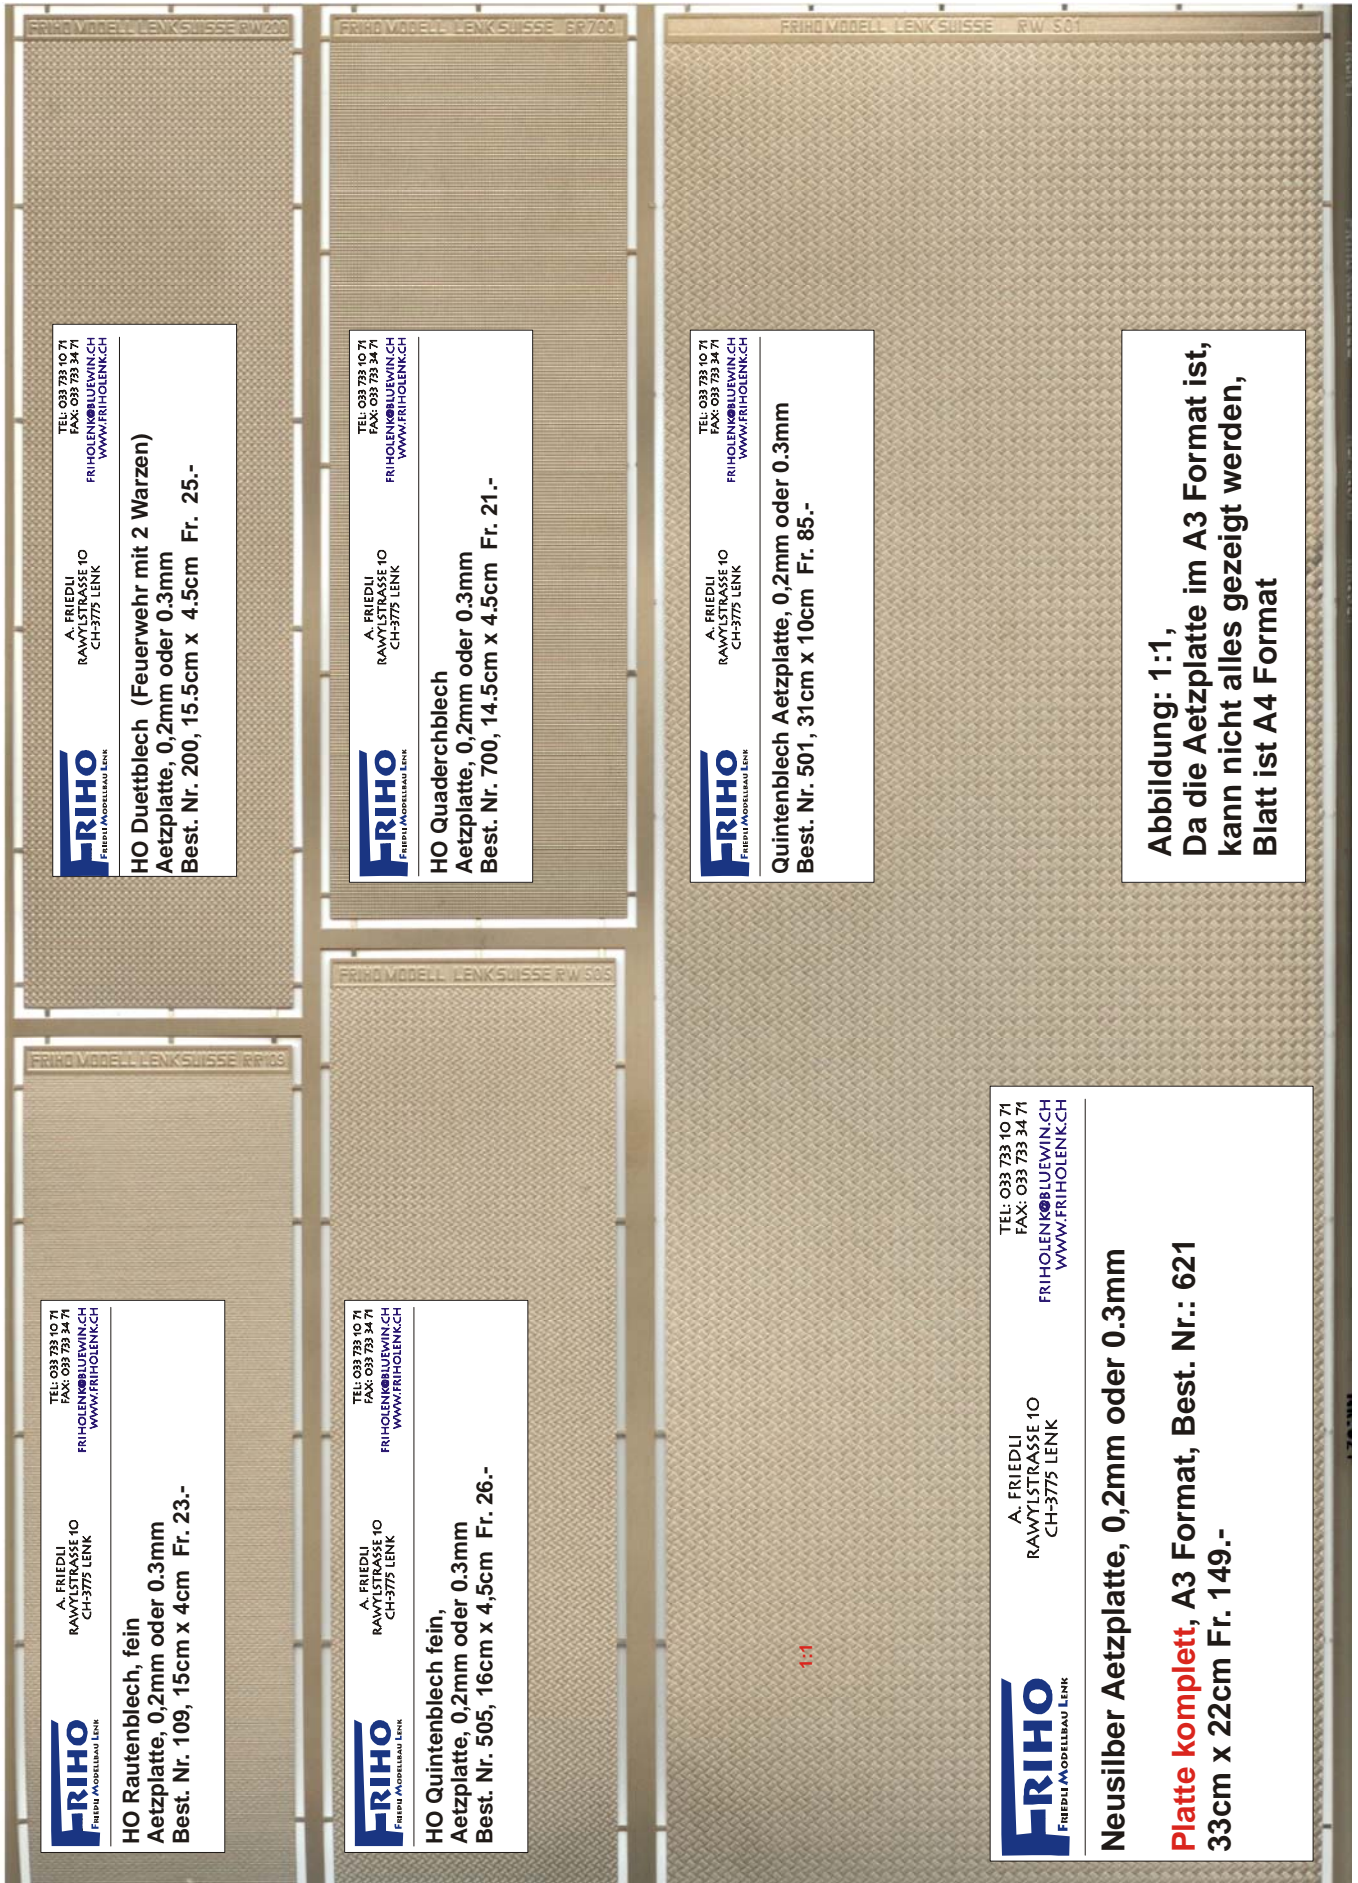 FRIHO MODELL LENK SUISSE RR109
FRIHO
FRIEDLI MODELLBAU LENK
A. FRIEDLI
RAWYLSTRASSE 10
CH-3775 LENK
TEL: 033 733 10 71
FAX: 033 733 34 71
FRIHOLENK@BLUEWIN.CH
WWW.FRIHOLENK.CH
HO Rautenblech, fein
Aetzplatte, 0,2mm oder 0.3mm
Best. Nr. 109, 15cm x 4cm Fr. 23.-
FRIHO MODELL LENK SUISSE RW200
FRIHO
FRIEDLI MODELLBAU LENK
A. FRIEDLI
RAWYLSTRASSE 10
CH-3775 LENK
TEL: 033 733 10 71
FAX: 033 733 34 71
FRIHOLENK@BLUEWIN.CH
WWW.FRIHOLENK.CH
HO Duettblech (Feuerwehr mit 2 Warzen)
Aetzplatte, 0,2mm oder 0.3mm
Best. Nr. 200, 15.5cm x 4.5cm Fr. 25.-
FRIHO MODELL LENK SUISSE RW 505
FRIHO
FRIEDLI MODELLBAU LENK
A. FRIEDLI
RAWYLSTRASSE 10
CH-3775 LENK
TEL: 033 733 10 71
FAX: 033 733 34 71
FRIHOLENK@BLUEWIN.CH
WWW.FRIHOLENK.CH
HO Quintenblech fein,
Aetzplatte, 0,2mm oder 0.3mm
Best. Nr. 505, 16cm x 4,5cm Fr. 26.-
FRIHO MODELL LENK SUISSE GR700
FRIHO
FRIEDLI MODELLBAU LENK
A. FRIEDLI
RAWYLSTRASSE 10
CH-3775 LENK
TEL: 033 733 10 71
FAX: 033 733 34 71
FRIHOLENK@BLUEWIN.CH
WWW.FRIHOLENK.CH
HO Quaderchblech
Aetzplatte, 0,2mm oder 0.3mm
Best. Nr. 700, 14.5cm x 4.5cm Fr. 21.-
FRIHO MODELL LENK SUISSE RW 501
FRIHO
FRIEDLI MODELLBAU LENK
A. FRIEDLI
RAWYLSTRASSE 10
CH-3775 LENK
TEL: 033 733 10 71
FAX: 033 733 34 71
FRIHOLENK@BLUEWIN.CH
WWW.FRIHOLENK.CH
Quintenblech Aetzplatte, 0,2mm oder 0.3mm
Best. Nr. 501, 31cm x 10cm Fr. 85.-
1:1
FRIHO
FRIEDLI MODELLBAU LENK
A. FRIEDLI
RAWYLSTRASSE 10
CH-3775 LENK
TEL: 033 733 10 71
FAX: 033 733 34 71
FRIHOLENK@BLUEWIN.CH
WWW.FRIHOLENK.CH
Neusilber Aetzplatte, 0,2mm oder 0.3mm
Platte komplett, A3 Format, Best. Nr.: 621
33cm x 22cm Fr. 149.-
Abbildung: 1:1,
Da die Aetzplatte im A3 Format ist,
kann nicht alles gezeigt werden,
Blatt ist A4 Format